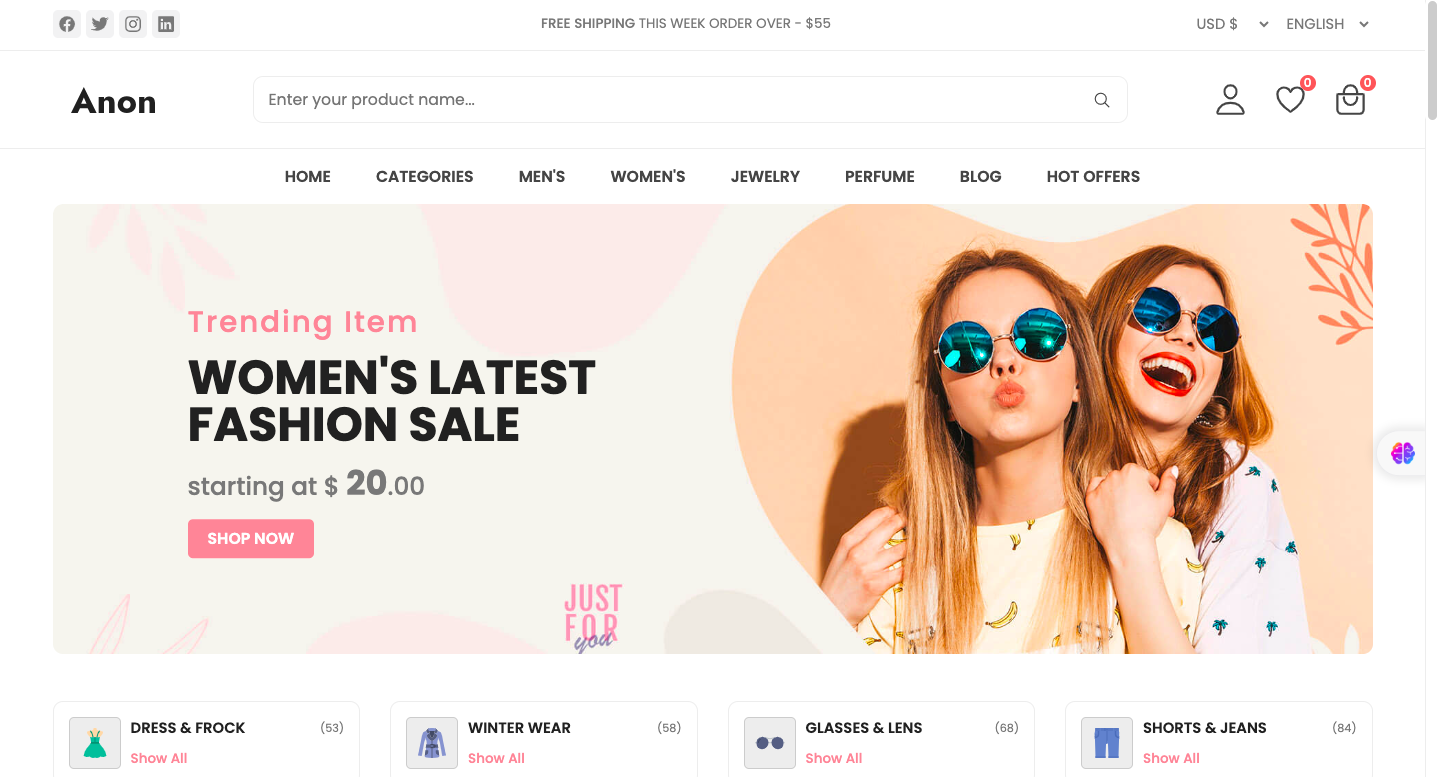 FREE SHIPPING THIS WEEK ORDER OVER - $55
USD $
ENGLISH
Anon
Enter your product name...
0
0
HOME
CATEGORIES
MEN'S
WOMEN'S
JEWELRY
PERFUME
BLOG
HOT OFFERS
Trending Item
WOMEN'S LATEST
FASHION SALE
starting at $ 20.00
SHOP NOW
JUST
FOR
you
DRESS & FROCK (53)
Show All
WINTER WEAR (58)
Show All
GLASSES & LENS (68)
Show All
SHORTS & JEANS (84)
Show All